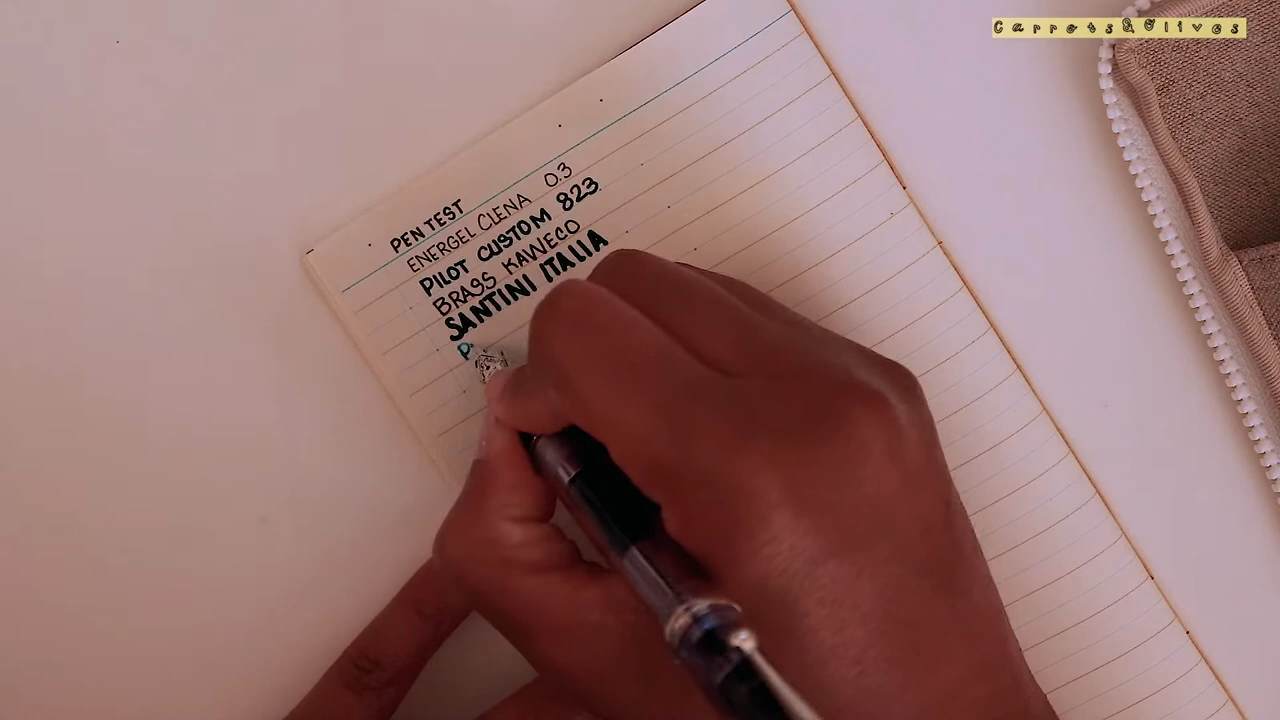 Carrots&Olives
PEN TEST
ENERGEL CLENA 0.3
PILOT CUSTOM 823
BRASS KAWECO
SANTINI ITALIA
P